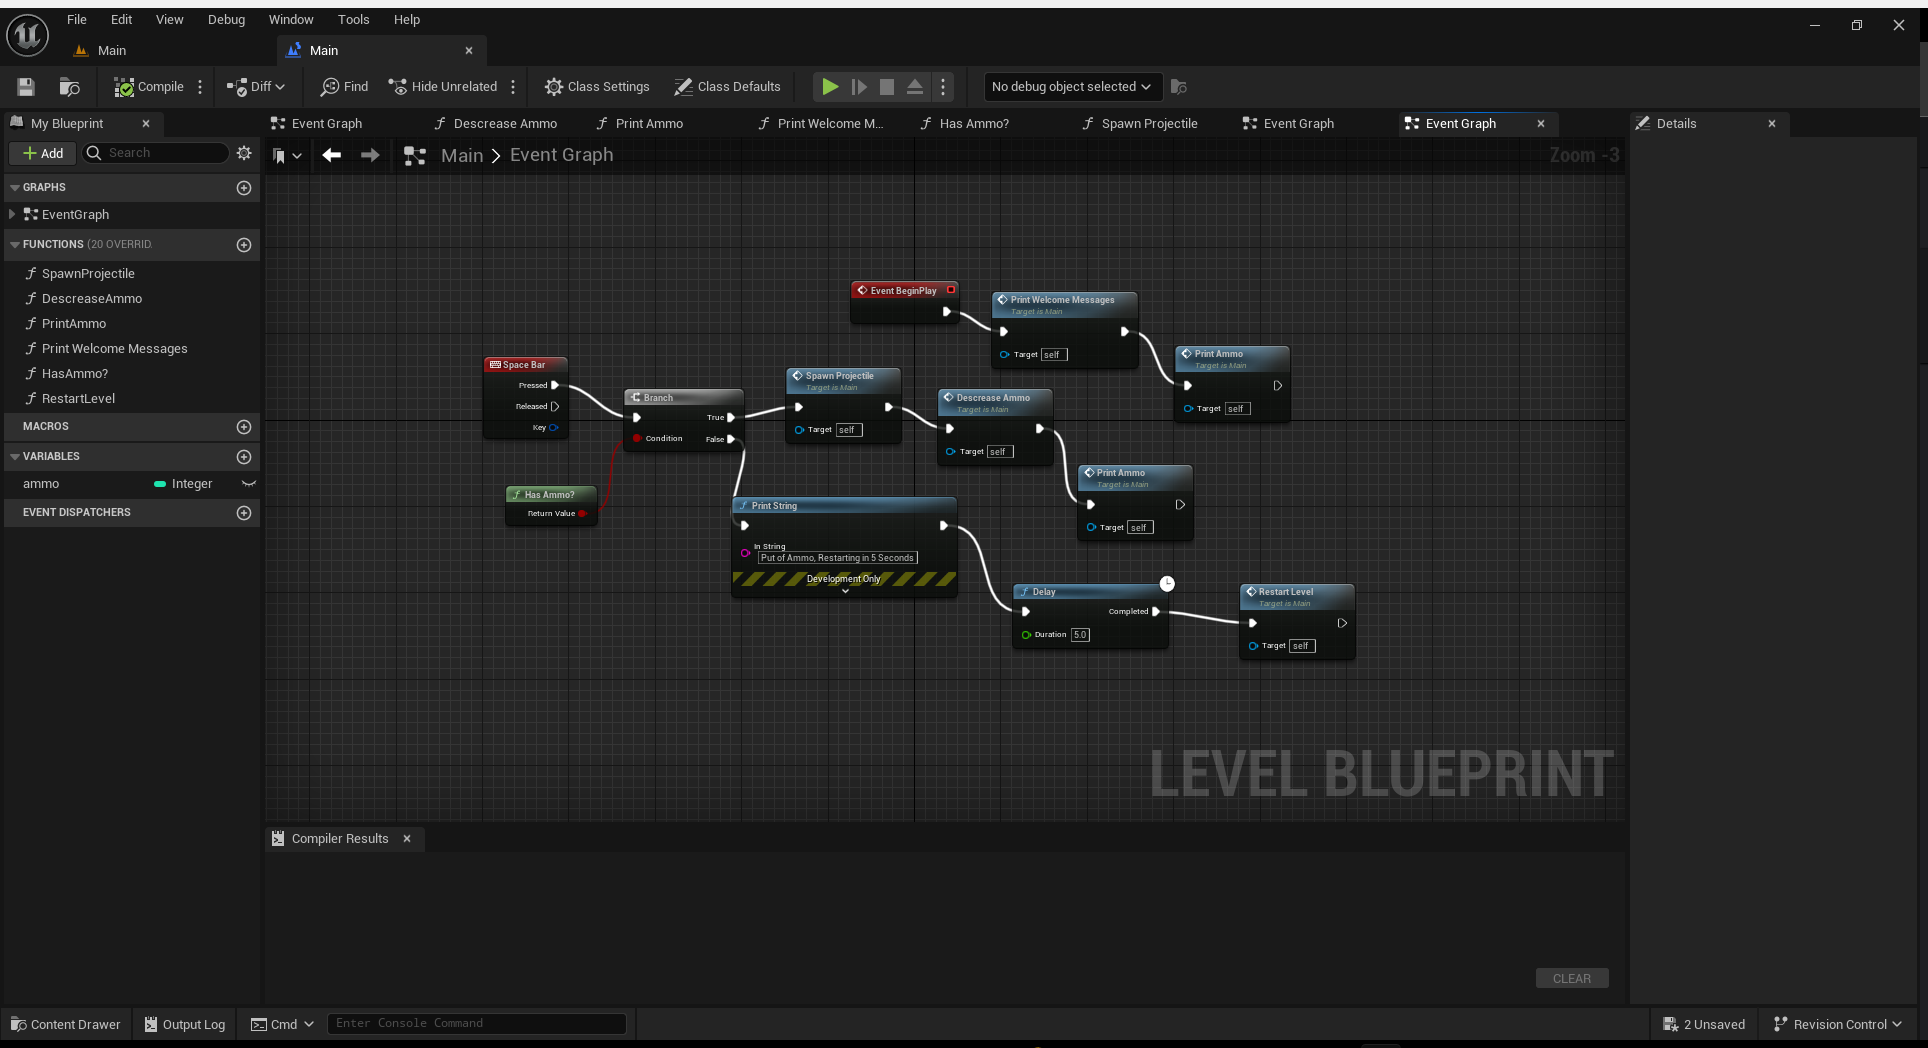 File Edit View Debug Window Tools Help
Main Main
Compile Diff Find Hide Unrelated Class Settings Class Defaults No debug object selected
My Blueprint Event Graph Descrease Ammo Print Ammo Print Welcome M... Has Ammo? Spawn Projectile Event Graph Event Graph Details
Add Search Main > Event Graph Zoom -3
GRAPHS
EventGraph
FUNCTIONS (20 OVERRID
SpawnProjectile
DescreaseAmmo
PrintAmmo
Print Welcome Messages
HasAmmo?
RestartLevel
MACROS
VARIABLES
ammo Integer
EVENT DISPATCHERS
Event BeginPlay
Print Welcome Messages
Target is Main
Target self
Print Ammo
Target is Main
Target self
Space Bar
Pressed
Released
Key
Branch
True
Condition False
Spawn Projectile
Target is Main
Target self
Descrease Ammo
Target is Main
Target self
Print Ammo
Target is Main
Target self
Has Ammo?
Return Value
Print String
In String
Put of Ammo, Restarting in 5 Seconds
Development Only
Delay
Completed
Duration 5.0
Restart Level
Target is Main
Target self
LEVEL BLUEPRINT
Compiler Results
CLEAR
Content Drawer Output Log Cmd Enter Console Command 2 Unsaved Revision Control